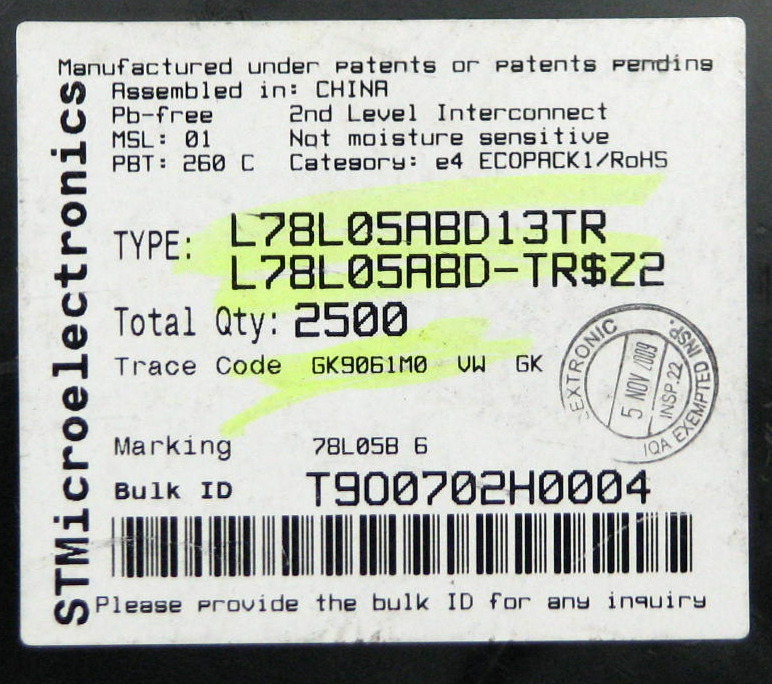 STMicroelectronics
Manufactured under patents or patents pending
Assembled in: CHINA
Pb-free 2nd Level Interconnect
MSL: 01 Not moisture sensitive
PBT: 260 C Category: e4 ECOPACK1/RoHS
TYPE: L78L05ABD13TR
L78L05ABD-TR$Z2
Total Qty: 2500
Trace Code GK9061M0 VW GK
EXTRONIC
5 NOV 2009
INSP.22
IQA EXEMPTED INSP.
Marking 78L05B 6
Bulk ID T900702H0004
Please provide the bulk ID for any inquiry